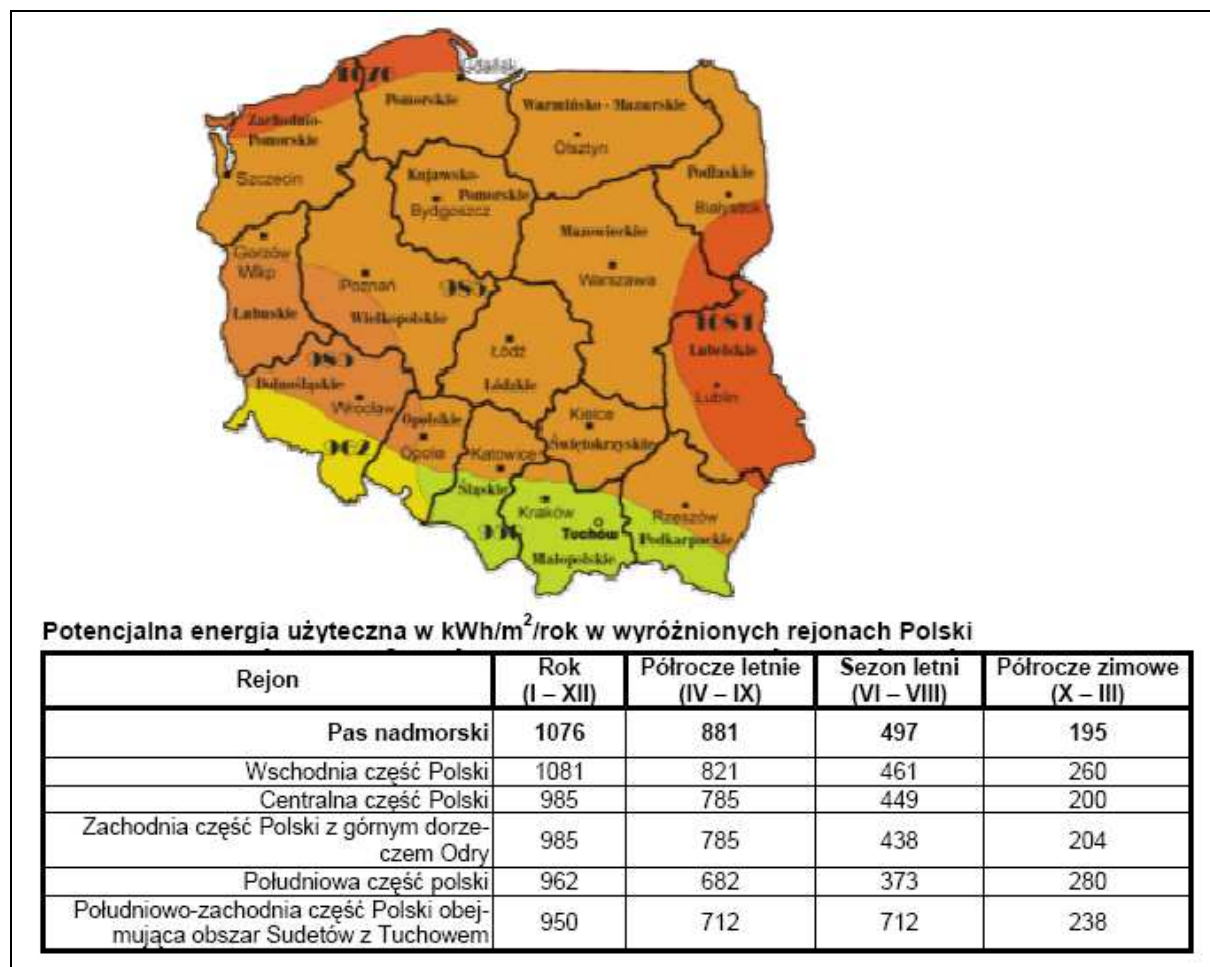 1076
Gdańsk
Pomorskie
Warmińsko - Mazurskie
Zachodnio-
Pomorskie
Olsztyn
Szczecin
Kujawsko-
Pomorskie
Bydgoszcz
Podlaskie
Białystok
Mazowieckie
Gorzów
Wlkp
Poznań
985
Warszawa
Lubuskie
Wielkopolskie
1081
Lubelskie
Łódź
Łódzkie
985
Dolnośląskie
Wrocław
Lublin
Opolskie
Kielce
Świętokrzyskie
962
Opole
Katowice
Śląskie
Kraków
Tuchów
Rzeszów
Podkarpackie
Małopolskie
Potencjalna energia użyteczna w kWh/m²/rok w wyróżnionych rejonach Polski
Rejon Rok (I – XII) Półrocze letnie (IV – IX) Sezon letni (VI – VIII) Półrocze zimowe (X – III)
Pas nadmorski 1076 881 497 195
Wschodnia część Polski 1081 821 461 260
Centralna część Polski 985 785 449 200
Zachodnia część Polski z górnym dorze-
czem Odry 985 785 438 204
Południowa część polski 962 682 373 280
Południowo-zachodnia część Polski obej-
mująca obszar Sudetów z Tuchowem 950 712 712 238